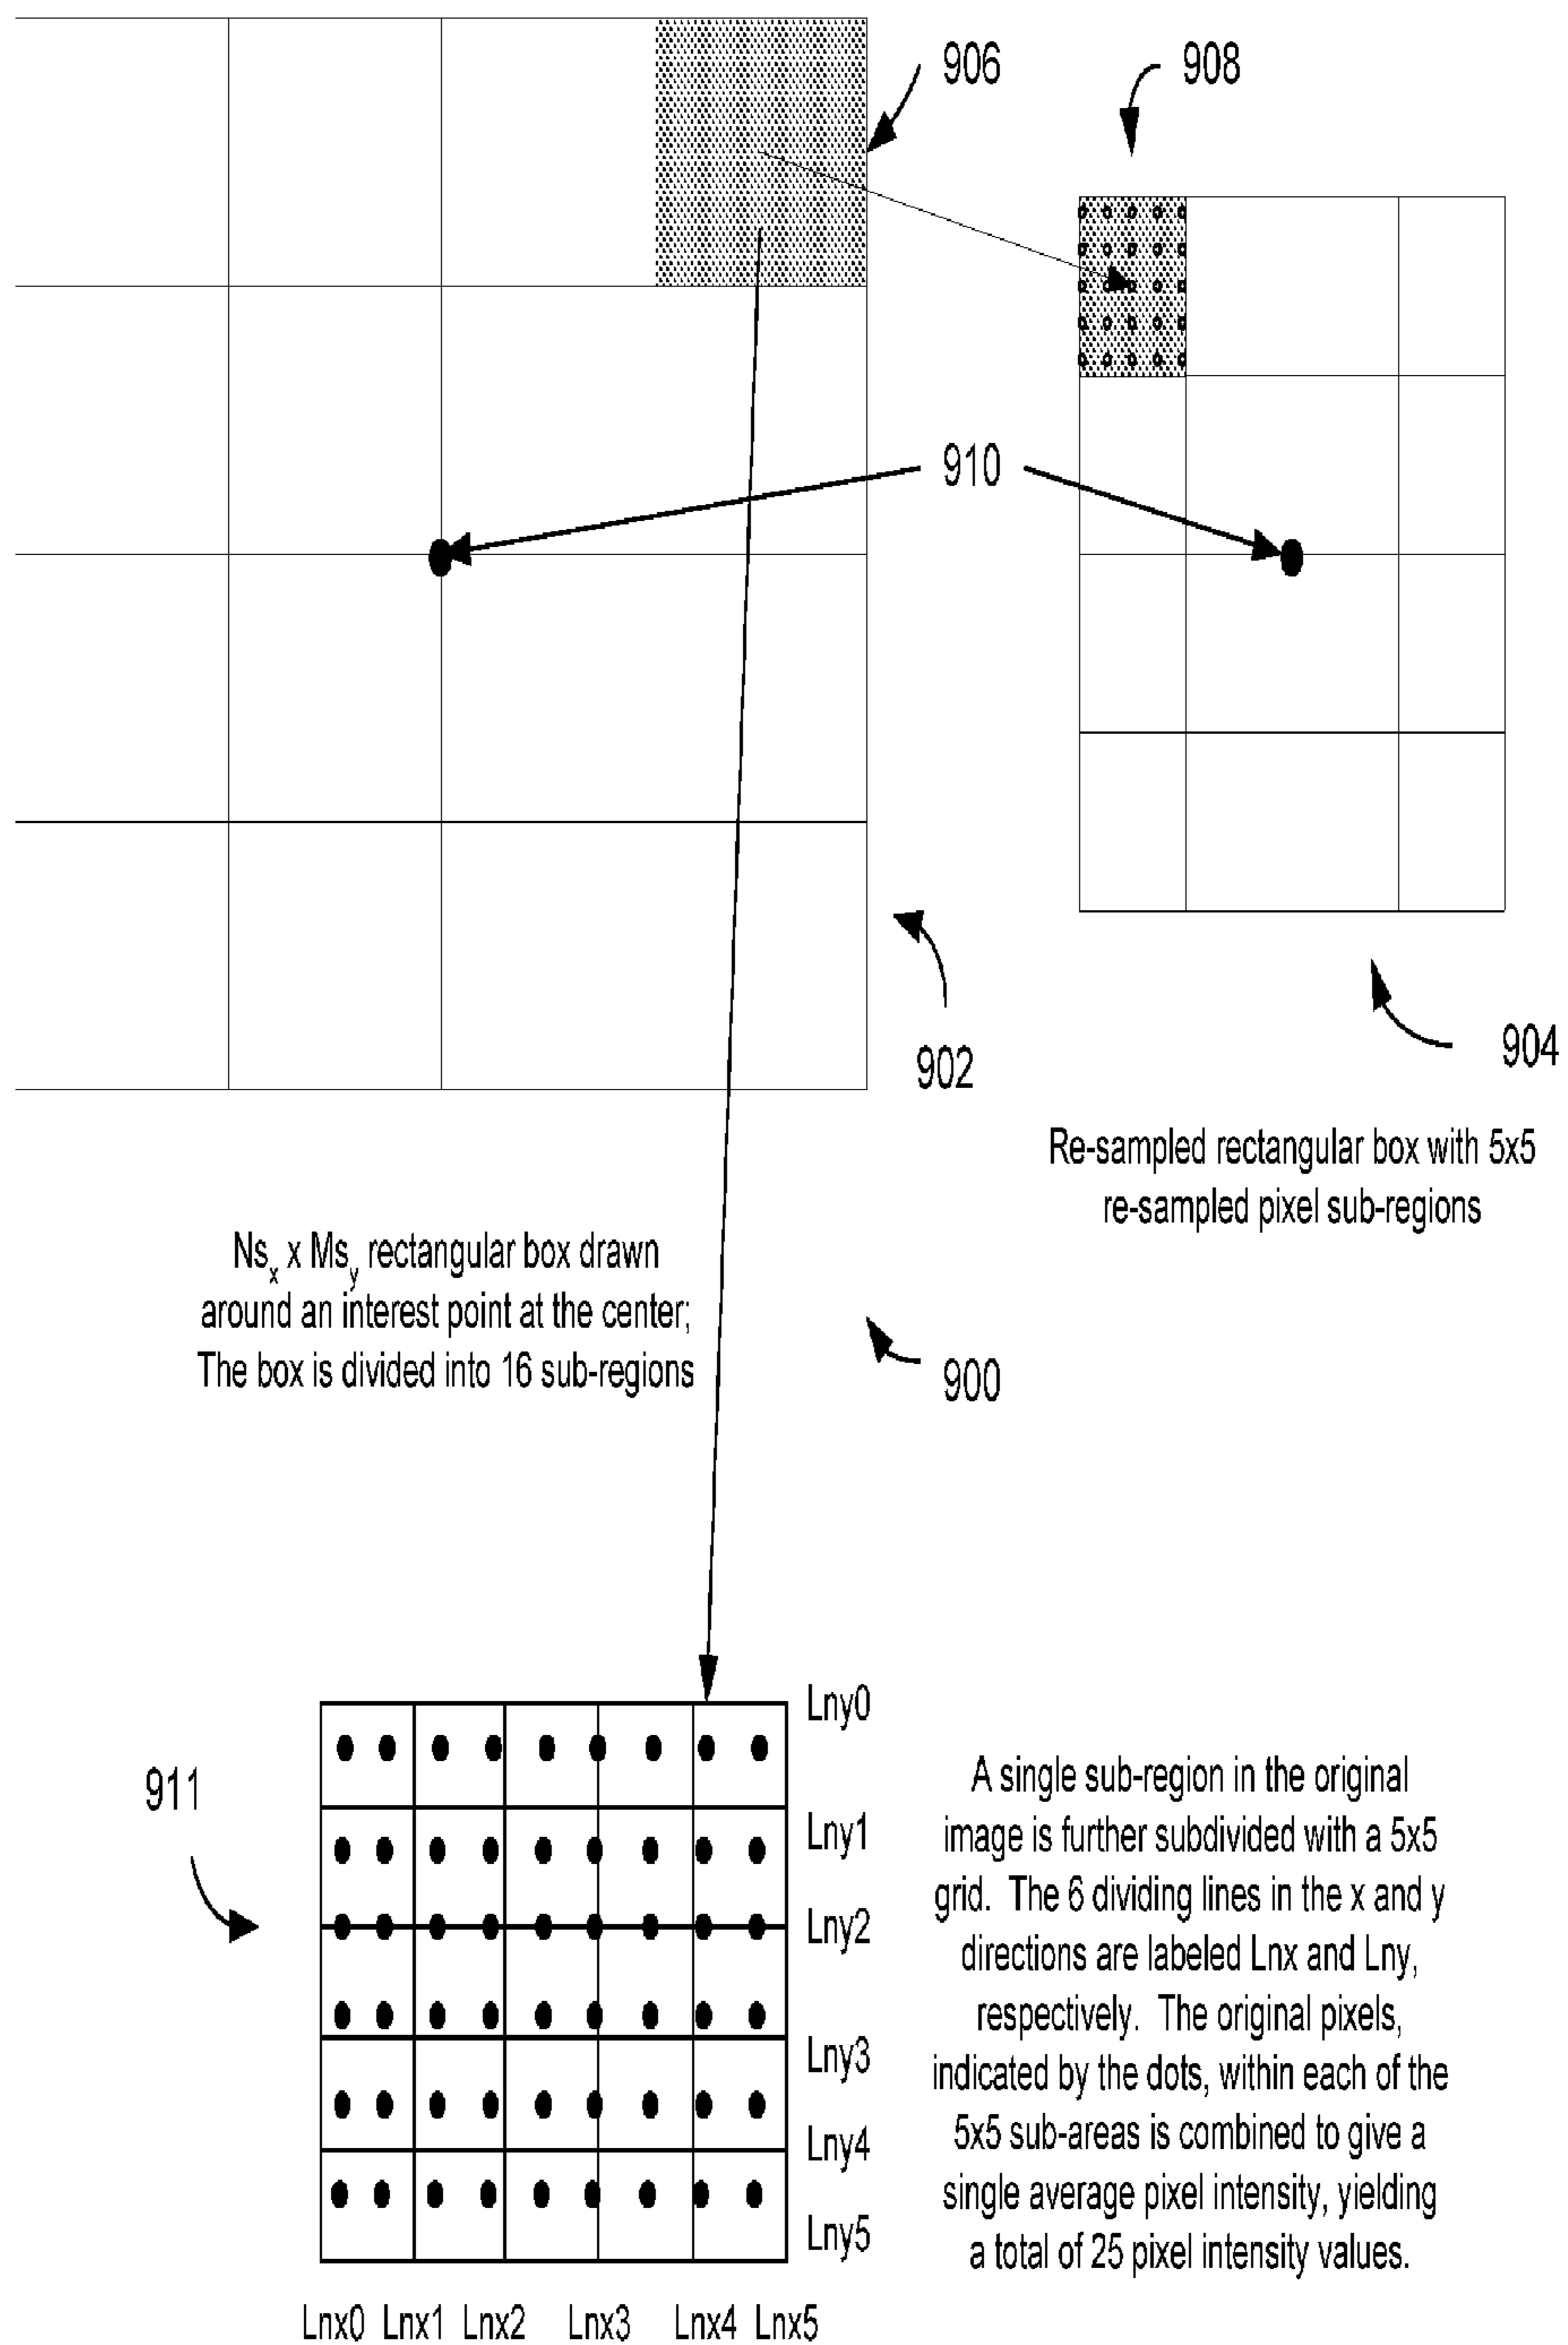 906
908
910
902
904
Re-sampled rectangular box with 5x5
re-sampled pixel sub-regions
Nsx x Msy rectangular box drawn
around an interest point at the center;
The box is divided into 16 sub-regions
900
911
Lny0
Lny1
Lny2
Lny3
Lny4
Lny5
Lnx0 Lnx1 Lnx2 Lnx3 Lnx4 Lnx5
A single sub-region in the original
image is further subdivided with a 5x5
grid. The 6 dividing lines in the x and y
directions are labeled Lnx and Lny,
respectively. The original pixels,
indicated by the dots, within each of the
5x5 sub-areas is combined to give a
single average pixel intensity, yielding
a total of 25 pixel intensity values.